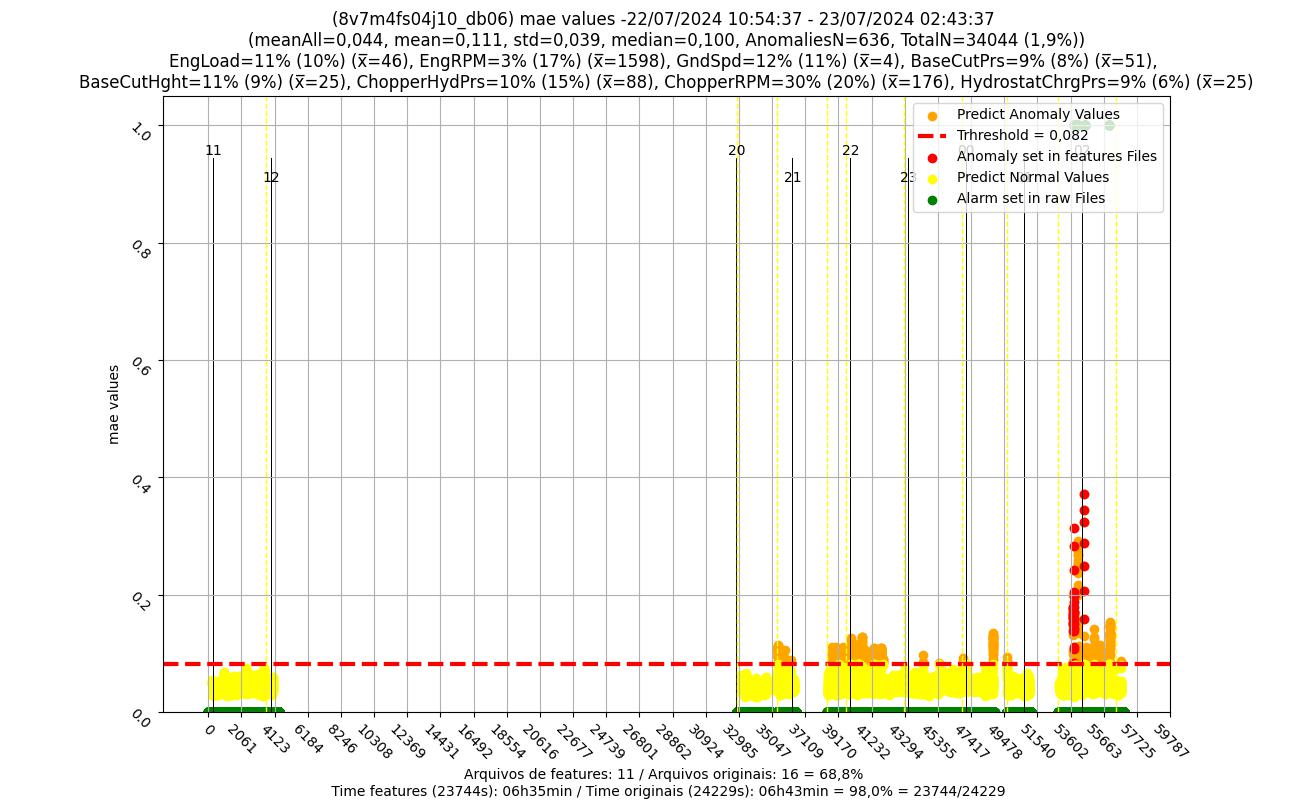 (8v7m4fs04j10_db06) mae values -22/07/2024 10:54:37 - 23/07/2024 02:43:37
(meanAll=0,044, mean=0,111, std=0,039, median=0,100, AnomaliesN=636, TotalN=34044 (1,9%))
EngLoad=11% (10%) (x̅=46), EngRPM=3% (17%) (x̅=1598), GndSpd=12% (11%) (x̅=4), BaseCutPrs=9% (8%) (x̅=51),
BaseCutHght=11% (9%) (x̅=25), ChopperHydPrs=10% (15%) (x̅=88), ChopperRPM=30% (20%) (x̅=176), HydrostatChrgPrs=9% (6%) (x̅=25)
Predict Anomaly Values
Trhreshold = 0,082
Anomaly set in features Files
Predict Normal Values
Alarm set in raw Files
11
12
20
21
22
23
mae values
1.0
0.8
0.6
0.4
0.2
0.0
0 2061 4123 6184 8246 10308 12369 14431 16492 18554 20616 22677 24739 26801 28862 30924 32985 35047 37109 39170 41232 43294 45355 47417 49478 51540 53602 55663 57725 59787
Arquivos de features: 11 / Arquivos originais: 16 = 68,8%
Time features (23744s): 06h35min / Time originais (24229s): 06h43min = 98,0% = 23744/24229